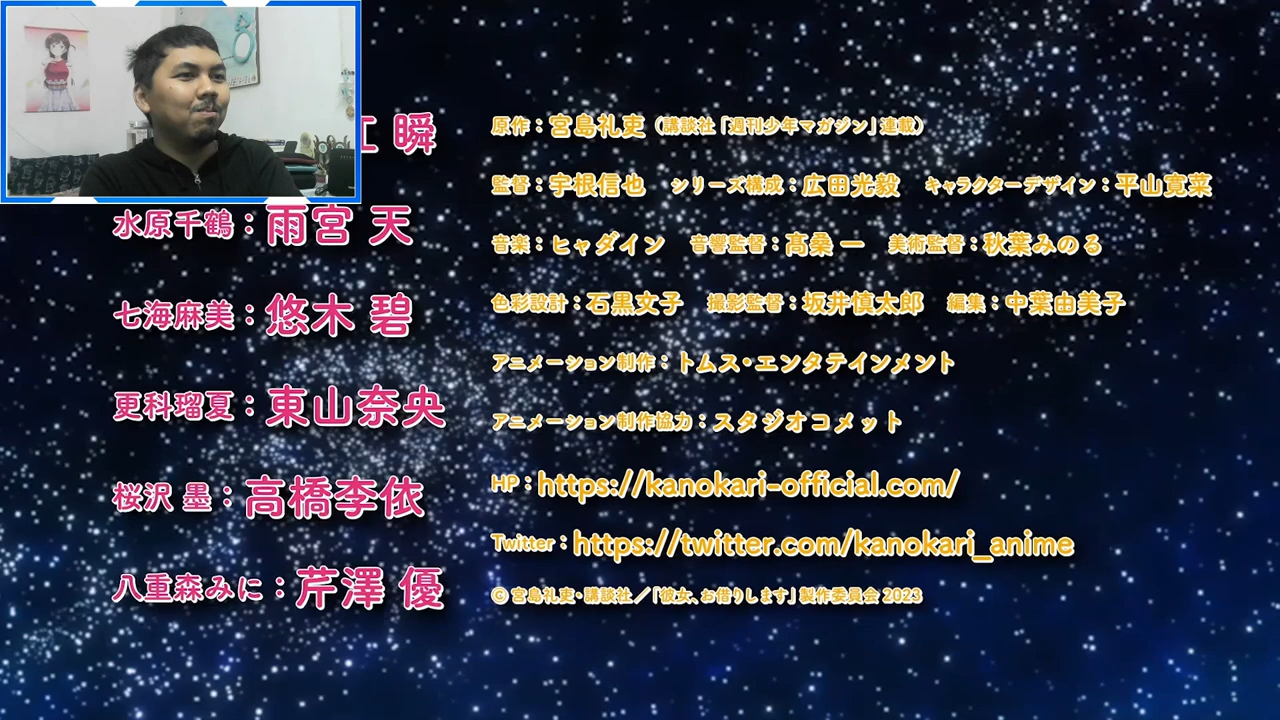 瞬
水原千鶴：雨宮 天
七海麻美：悠木 碧
更科瑠夏：東山奈央
桜沢 墨：高橋李依
八重森みに：芹澤 優
原作：宮島礼吏（講談社「週刊少年マガジン」連載）
監督：宇根信也 シリーズ構成：広田光毅 キャラクターデザイン：平山寛菜
音楽：ヒャダイン 音響監督：髙桑 一 美術監督：秋葉みのる
色彩設計：石黒文子 撮影監督：坂井慎太郎 編集：中葉由美子
アニメーション制作：トムス・エンタテインメント
アニメーション制作協力：スタジオコメット
HP：https://kanokari-official.com/
Twitter：https://twitter.com/kanokari_anime
© 宮島礼吏・講談社／「彼女、お借りします」製作委員会 2023